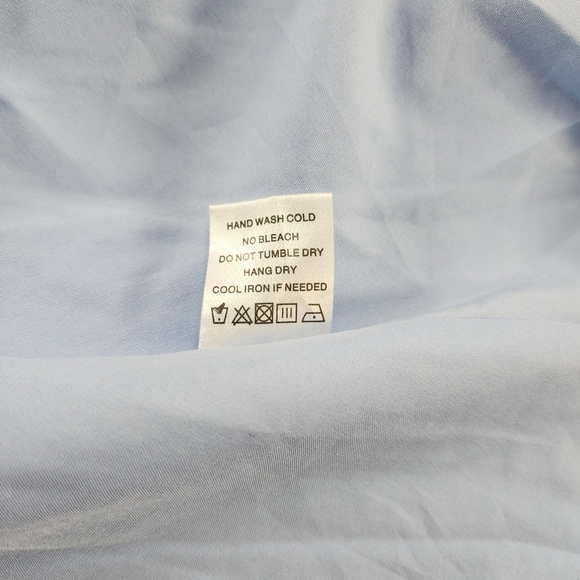 HAND WASH COLD
NO BLEACH
DO NOT TUMBLE DRY
HANG DRY
COOL IRON IF NEEDED